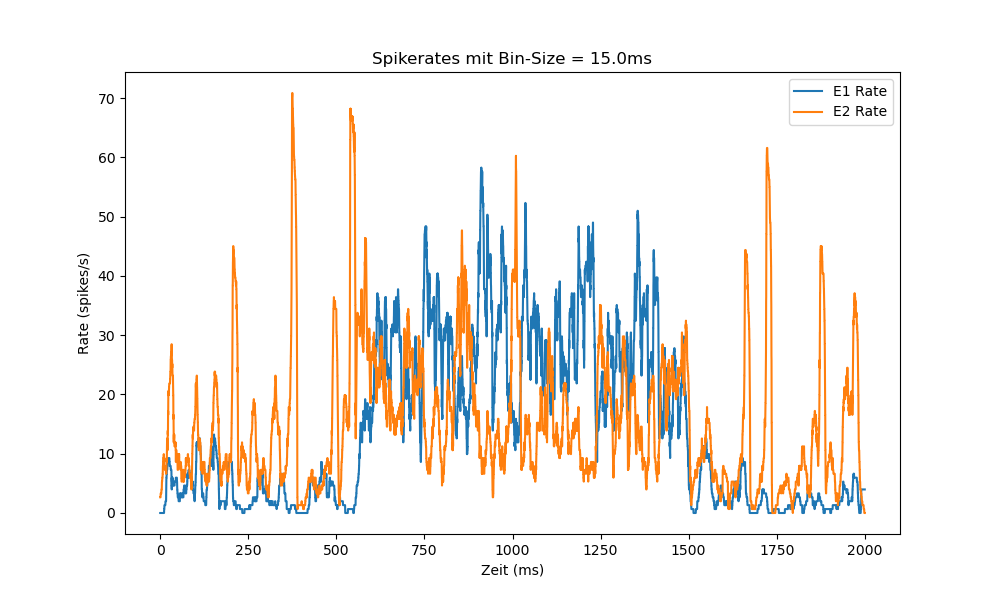 Spikerates mit Bin-Size = 15.0ms
E1 Rate
E2 Rate
Rate (spikes/s)
70
60
50
40
30
20
10
0
0 250 500 750 1000 1250 1500 1750 2000
Zeit (ms)